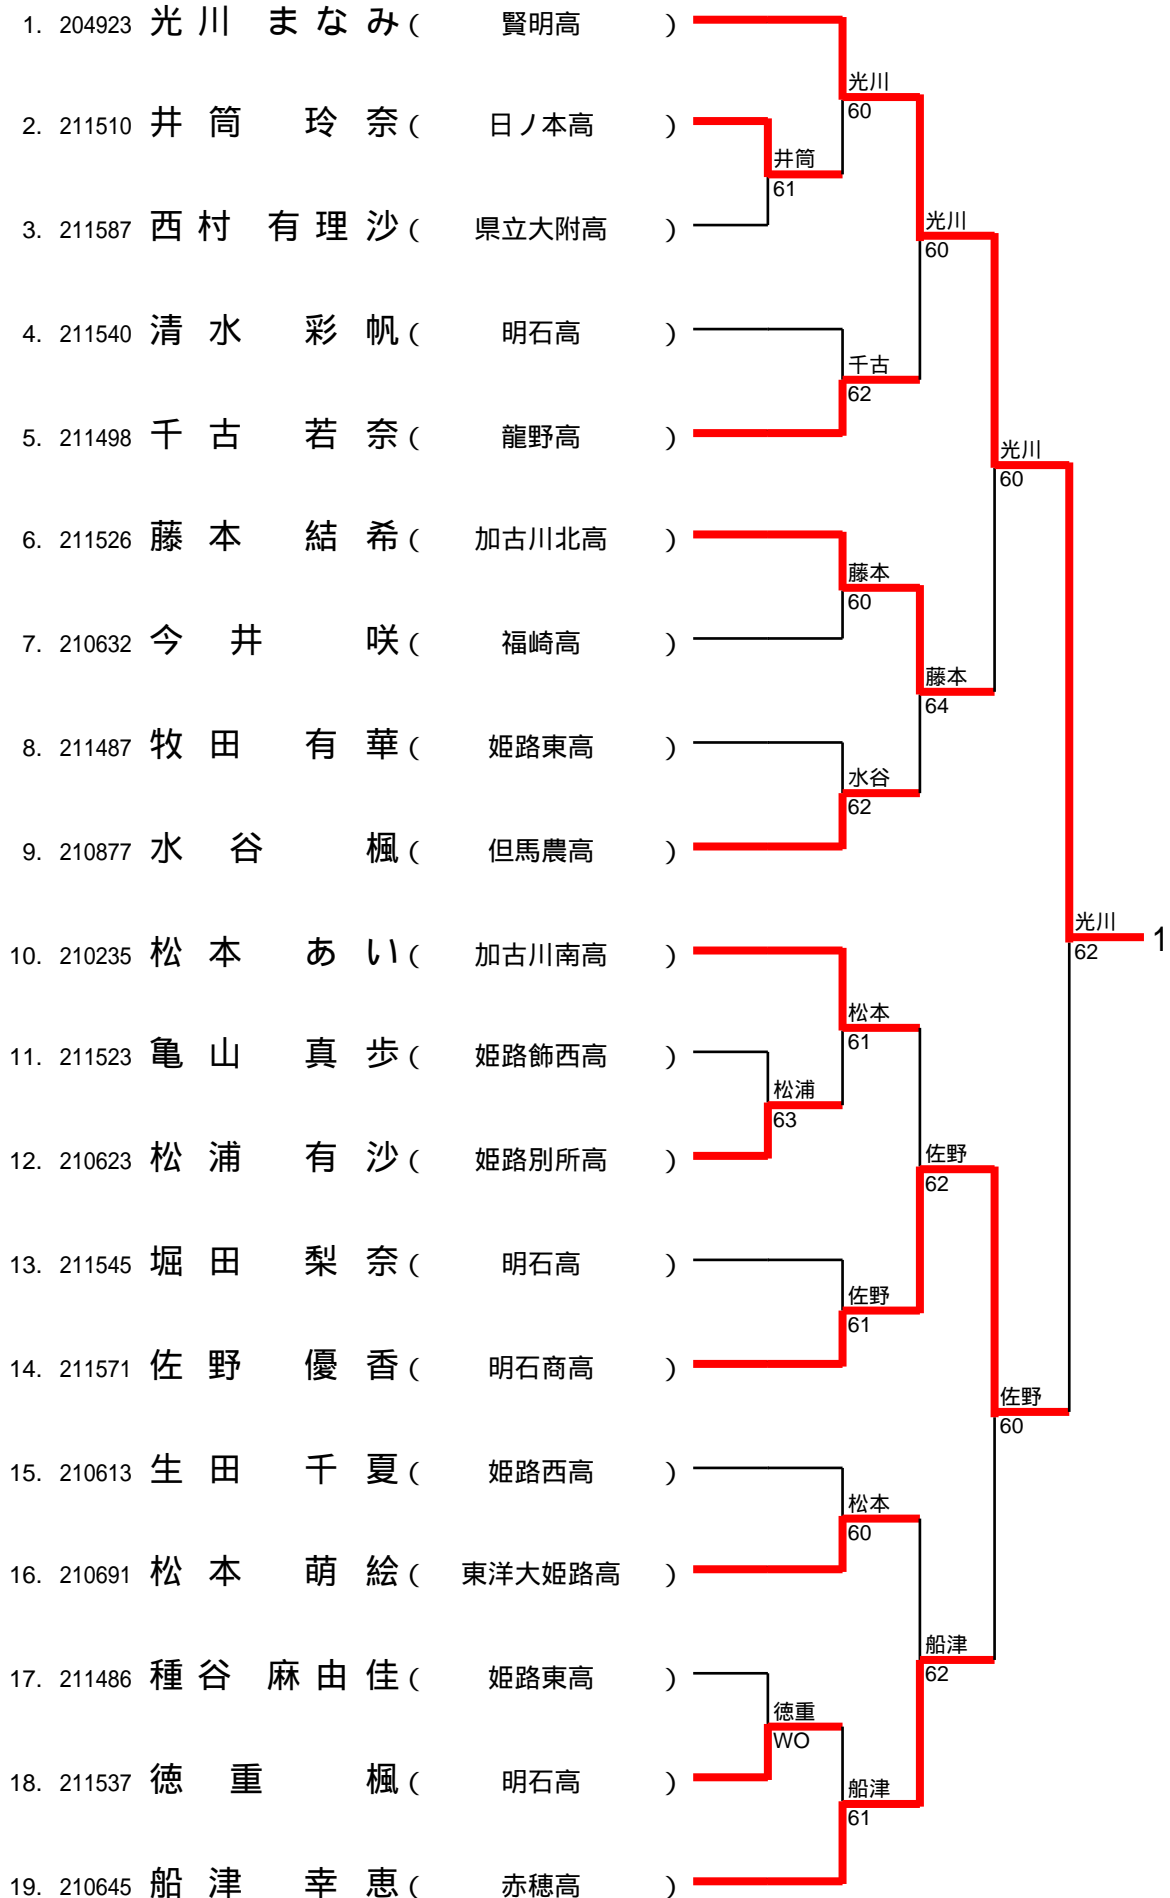 1. 204923 光川 まなみ ( 賢明高 )
光川
60
2. 211510 井筒 玲奈 ( 日ノ本高 )
井筒
61
3. 211587 西村 有理沙 ( 県立大附高 )
光川
60
4. 211540 清水 彩帆 ( 明石高 )
千古
62
5. 211498 千古 若奈 ( 龍野高 )
光川
60
6. 211526 藤本 結希 ( 加古川北高 )
藤本
60
7. 210632 今井 咲 ( 福崎高 )
藤本
64
8. 211487 牧田 有華 ( 姫路東高 )
水谷
62
9. 210877 水谷 楓 ( 但馬農高 )
光川
62
1
10. 210235 松本 あい ( 加古川南高 )
松本
61
11. 211523 亀山 真歩 ( 姫路飾西高 )
松浦
63
12. 210623 松浦 有沙 ( 姫路別所高 )
佐野
62
13. 211545 堀田 梨奈 ( 明石高 )
佐野
61
14. 211571 佐野 優香 ( 明石商高 )
佐野
60
15. 210613 生田 千夏 ( 姫路西高 )
松本
60
16. 210691 松本 萌絵 ( 東洋大姫路高 )
船津
62
17. 211486 種谷 麻由佳 ( 姫路東高 )
徳重
WO
18. 211537 徳重 楓 ( 明石高 )
船津
61
19. 210645 船津 幸恵 ( 赤穂高 )